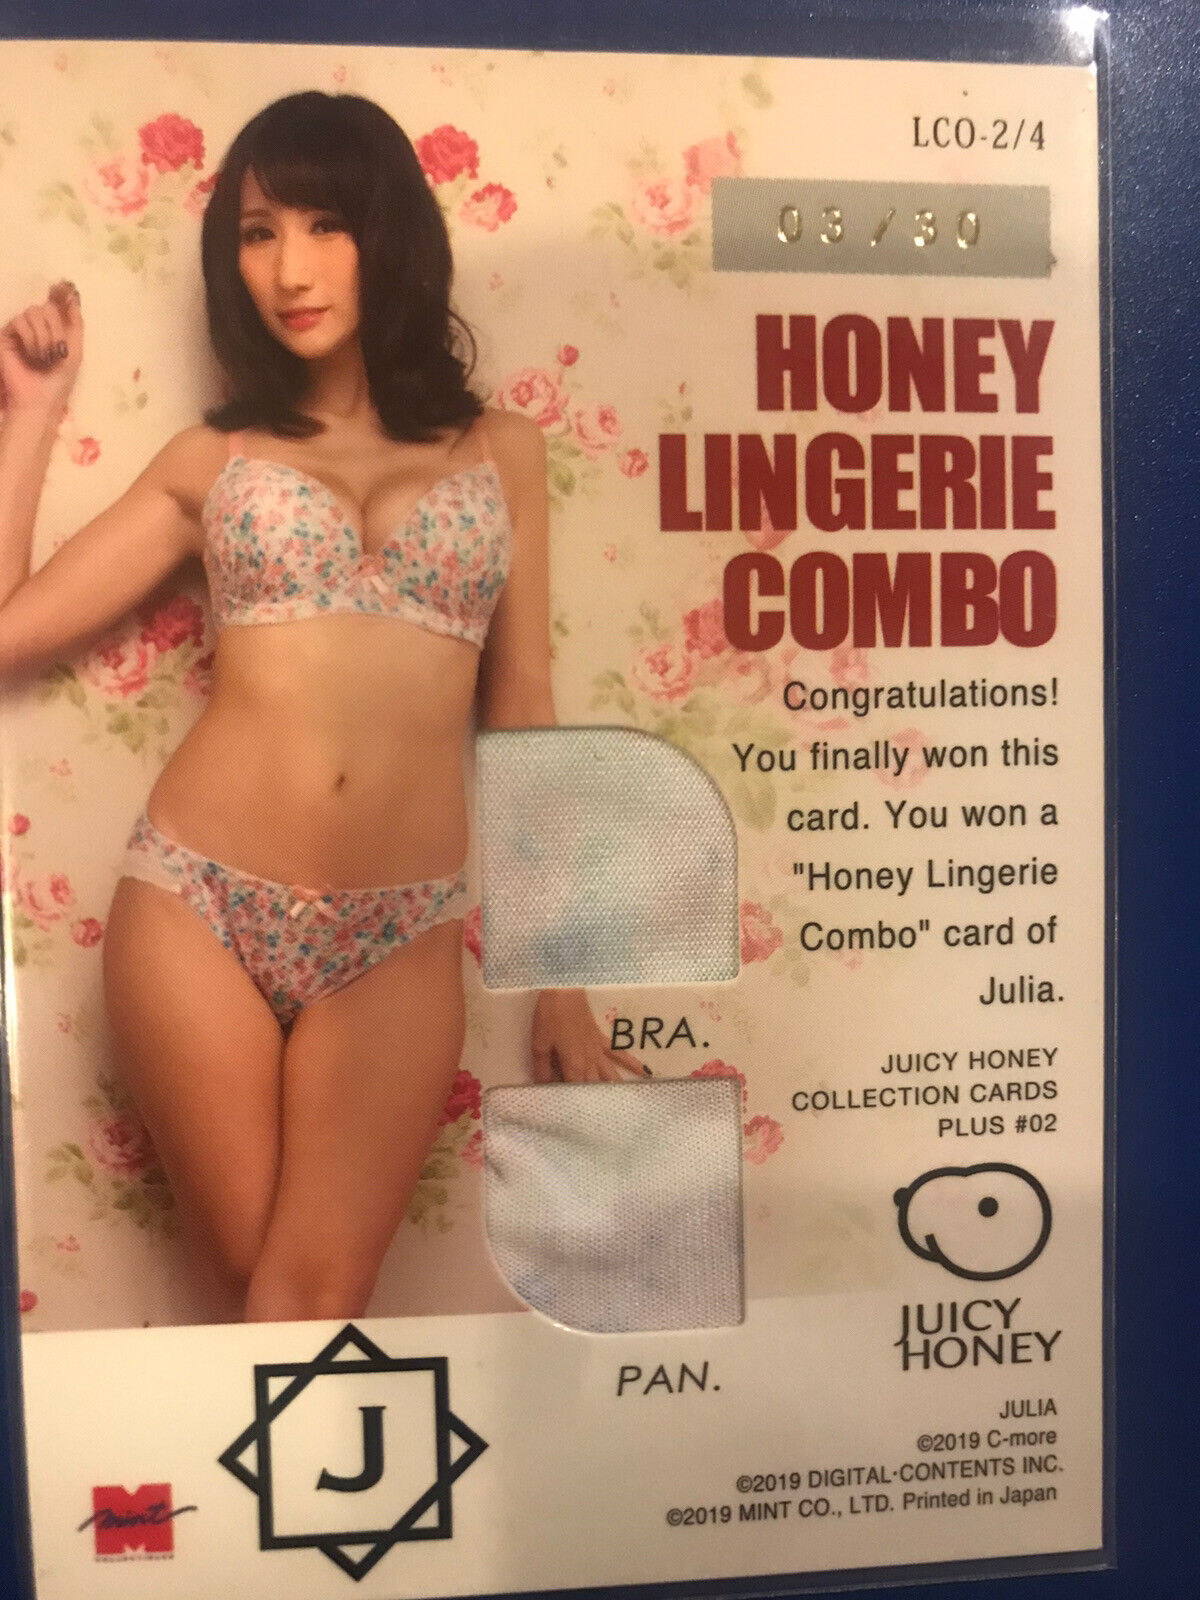 LCO-2/4
03/30
HONEY
LINGERIE
COMBO
Congratulations!
You finally won this
card. You won a
"Honey Lingerie
Combo" card of
Julia.
BRA.
JUICY HONEY
COLLECTION CARDS
PLUS #02
PAN.
JUICY
HONEY
J
JULIA
©2019 C-more
©2019 DIGITAL·CONTENTS INC.
©2019 MINT CO., LTD. Printed in Japan
mint